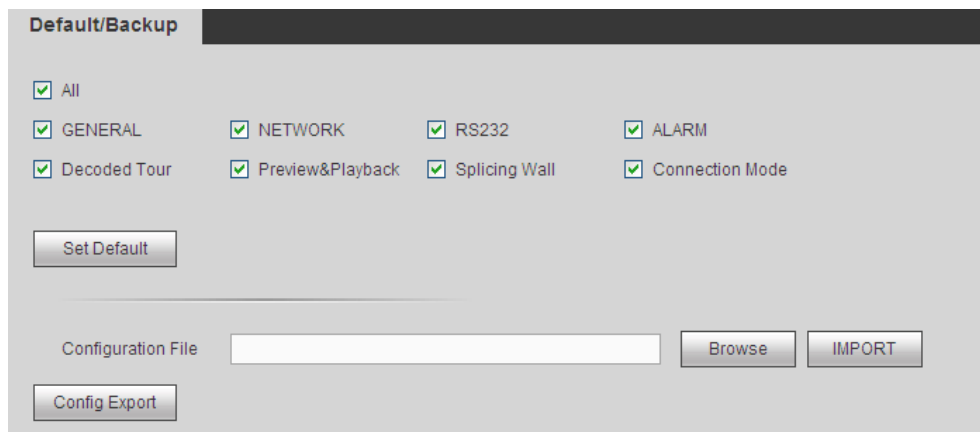 Default/Backup
All
GENERAL NETWORK RS232 ALARM
Decoded Tour Preview&Playback Splicing Wall Connection Mode
Set Default
Configuration File Browse IMPORT
Config Export